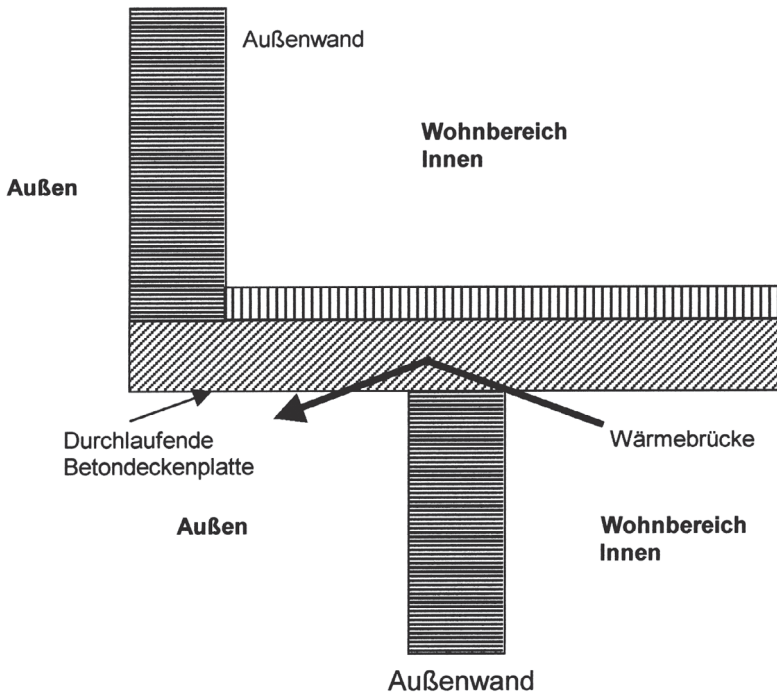 Außenwand
Wohnbereich
Innen
Außen
Durchlaufende
Betondeckenplatte
Wärmebrücke
Außen
Wohnbereich
Innen
Außenwand